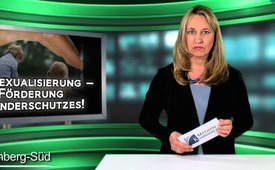 EXUALISIERUNG –
FÖRDERUNG
NDERSCHUTZES!
nberg-Süd